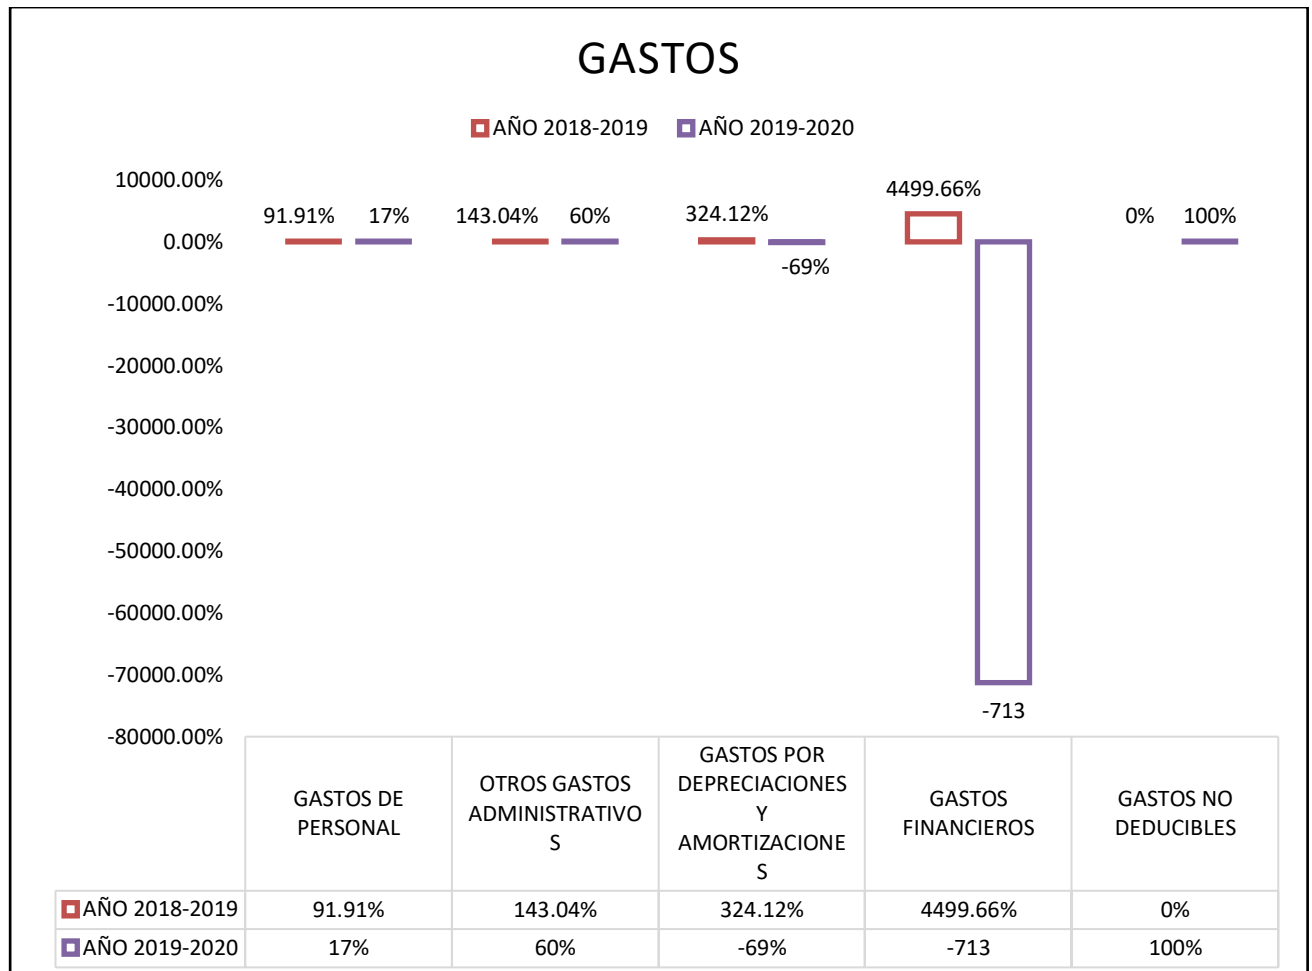 GASTOS
AÑO 2018-2019 AÑO 2019-2020
10000.00%
0.00%
-10000.00%
-20000.00%
-30000.00%
-40000.00%
-50000.00%
-60000.00%
-70000.00%
-80000.00%
91.91% 17% 143.04% 60% 324.12% -69% 4499.66% -713 0% 100%
GASTOS DE
PERSONAL
OTROS GASTOS
ADMINISTRATIVO
S
GASTOS POR
DEPRECIACIONES
Y
AMORTIZACIONE
S
GASTOS
FINANCIEROS
GASTOS NO
DEDUCIBLES
AÑO 2018-2019 91.91% 143.04% 324.12% 4499.66% 0%
AÑO 2019-2020 17% 60% -69% -713 100%